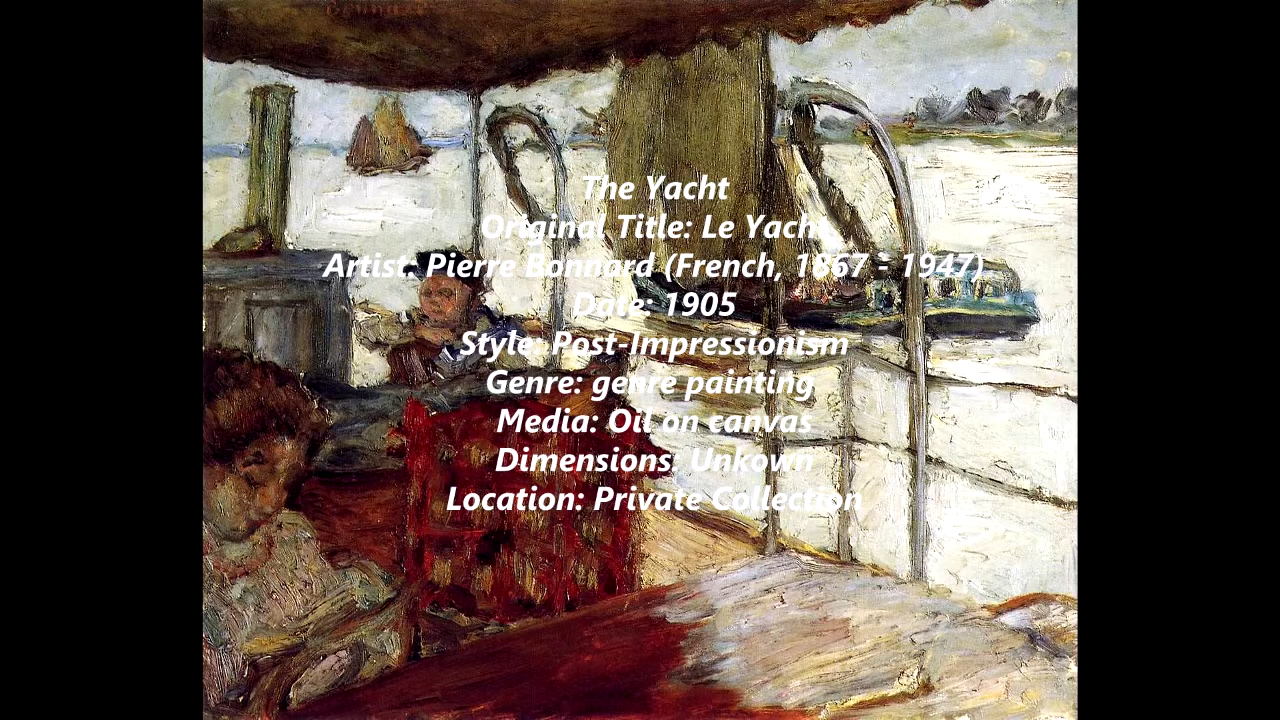 Bonnard
The Yacht
Original Title: Le Yacht
Artist: Pierre Bonnard (French, 1867 - 1947)
Date: 1905
Style: Post-Impressionism
Genre: genre painting
Media: Oil on canvas
Dimensions: Unkown
Location: Private Collection